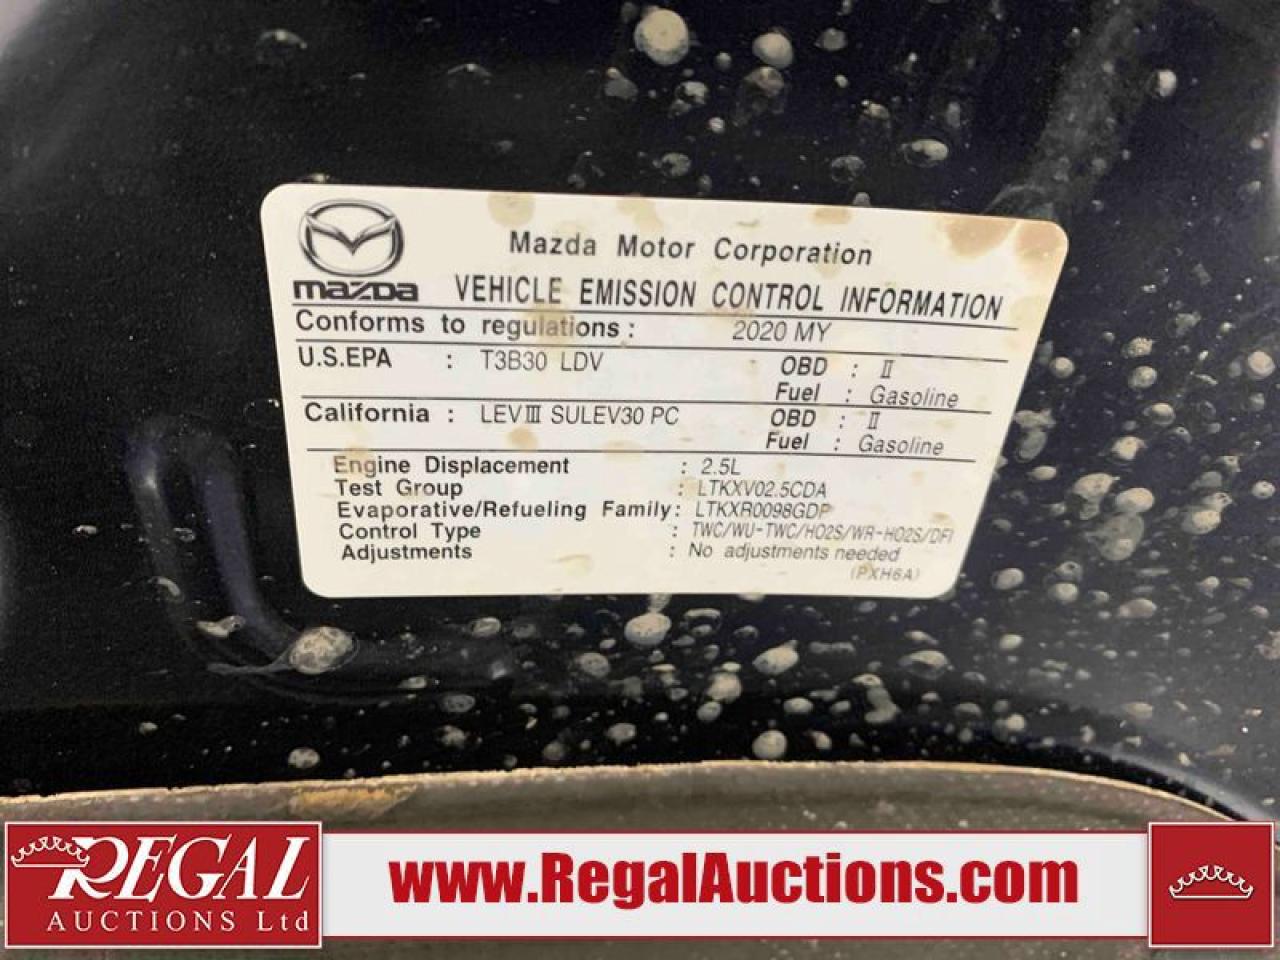 Mazda Motor Corporation
mazda VEHICLE EMISSION CONTROL INFORMATION
Conforms to regulations : 2020 MY
U.S.EPA : T3B30 LDV OBD : II
Fuel : Gasoline
California : LEV III SULEV30 PC OBD : II
Fuel : Gasoline
Engine Displacement : 2.5L
Test Group : LTKXV02.5CDA
Evaporative/Refueling Family: LTKXR0098GDP
Control Type : TWC/WU-TWC/HO2S/WR-HO2S/DFI
Adjustments : No adjustments needed
(PXH6A)
REGAL
AUCTIONS Ltd
www.RegalAuctions.com